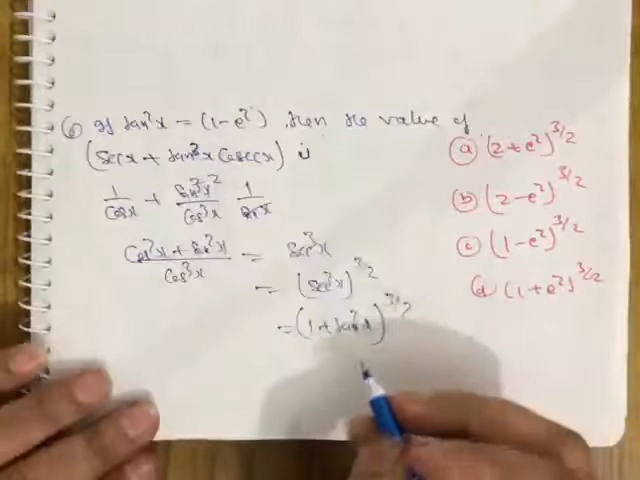 ⑥ If tan²x = (1-e²), then the value of
(Secx + tan³x Cosecx) is
1/Cosx + Sin³x²/Cos³x 1/Sinx
Cos²x + Sin²x/Cos³x = Sec³x
= (Sec²x)^3/2
= (1+tan²x)^3/2
ⓐ (2+e²)^3/2
ⓑ (2-e²)^3/2
ⓒ (1-e²)^3/2
ⓓ (1+e²)^3/2